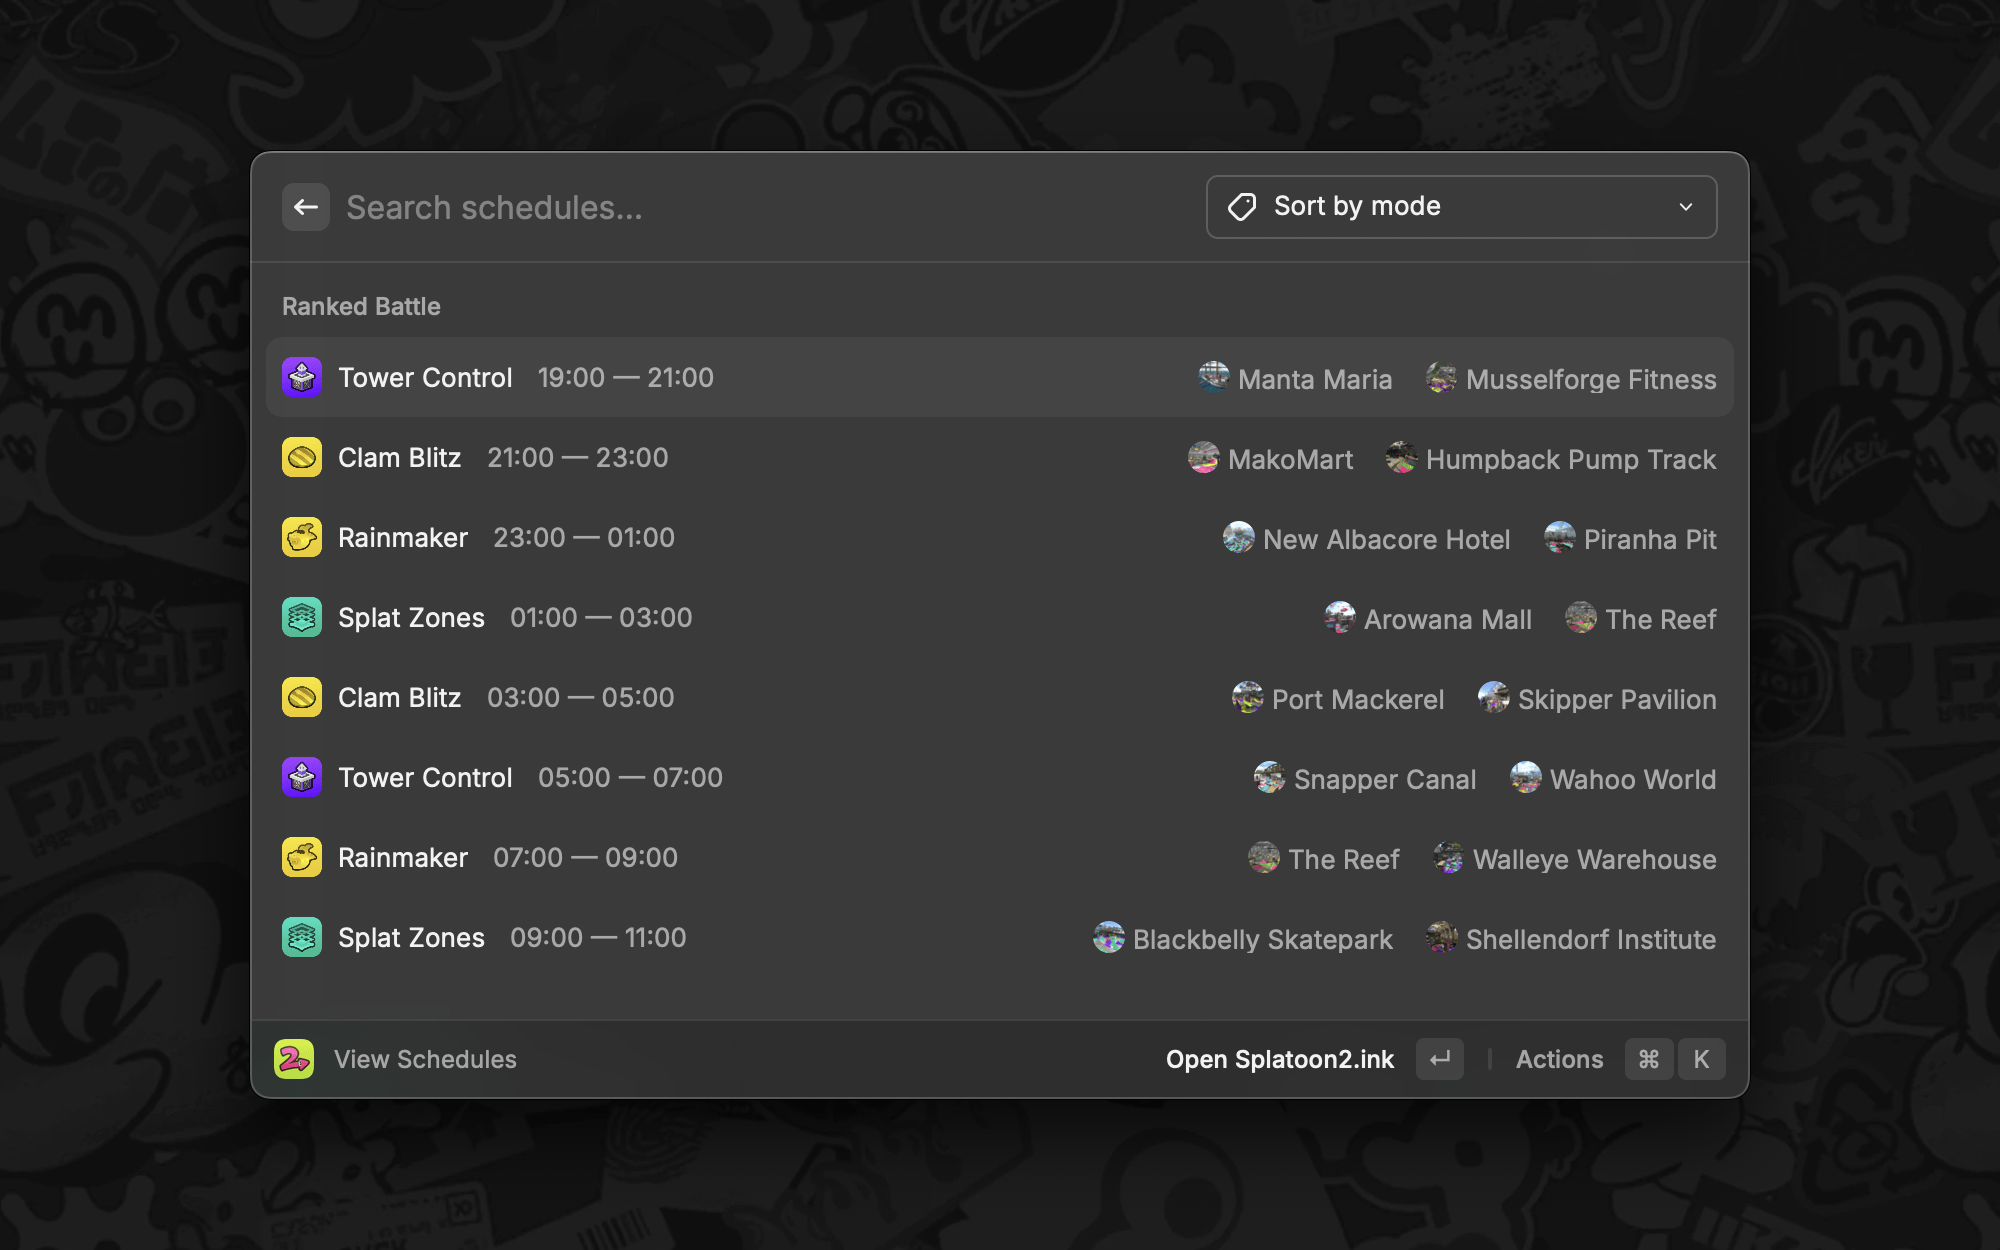 Search schedules...
Sort by mode
Ranked Battle
Tower Control 19:00 — 21:00 Manta Maria Musselforge Fitness
Clam Blitz 21:00 — 23:00 MakoMart Humpback Pump Track
Rainmaker 23:00 — 01:00 New Albacore Hotel Piranha Pit
Splat Zones 01:00 — 03:00 Arowana Mall The Reef
Clam Blitz 03:00 — 05:00 Port Mackerel Skipper Pavilion
Tower Control 05:00 — 07:00 Snapper Canal Wahoo World
Rainmaker 07:00 — 09:00 The Reef Walleye Warehouse
Splat Zones 09:00 — 11:00 Blackbelly Skatepark Shellendorf Institute
2 View Schedules Open Splatoon2.ink ↵ Actions ⌘ K